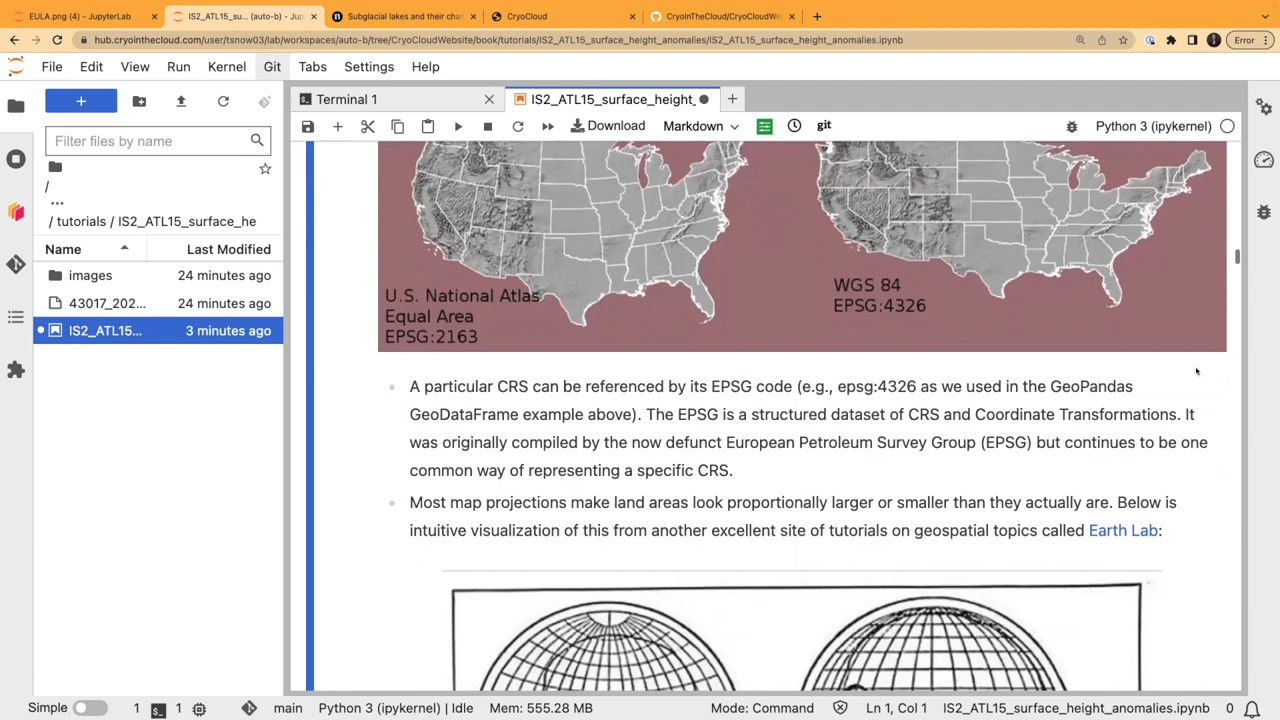 EULA.png (4) - JupyterLab
IS2_ATL15_su... (auto-b) - Jup
Subglacial lakes and their cha
CryoCloud
CryoInTheCloud/CryoCloudWe
hub.cryointhecloud.com/user/tsnow03/lab/workspaces/auto-b/tree/CryoCloudWebsite/book/tutorials/IS2_ATL15_surface_height_anomalies/IS2_ATL15_surface_height_anomalies.ipynb
Error
File Edit View Run Kernel Git Tabs Settings Help
Terminal 1
IS2_ATL15_surface_height_
Download
Markdown
git
Python 3 (ipykernel)
Filter files by name
/
...
/ tutorials / IS2_ATL15_surface_he
Name Last Modified
images 24 minutes ago
43017_202... 24 minutes ago
IS2_ATL15... 3 minutes ago
U.S. National Atlas
Equal Area
EPSG:2163
WGS 84
EPSG:4326
A particular CRS can be referenced by its EPSG code (e.g., epsg:4326 as we used in the GeoPandas
GeoDataFrame example above). The EPSG is a structured dataset of CRS and Coordinate Transformations. It
was originally compiled by the now defunct European Petroleum Survey Group (EPSG) but continues to be one
common way of representing a specific CRS.
Most map projections make land areas look proportionally larger or smaller than they actually are. Below is
intuitive visualization of this from another excellent site of tutorials on geospatial topics called Earth Lab:
Simple 1 1 main Python 3 (ipykernel) | Idle Mem: 555.28 MB Mode: Command Ln 1, Col 1 IS2_ATL15_surface_height_anomalies.ipynb 0